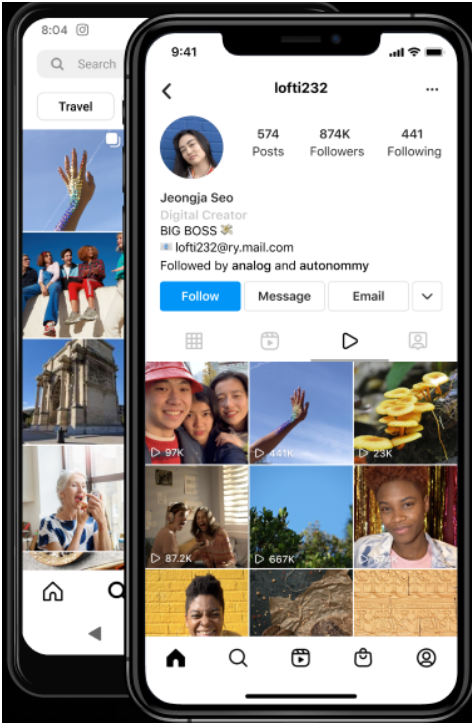 8:04
Search
Travel
9:41
lofti232
574 874K 441
Posts Followers Following
Jeongja Seo
Digital Creator
BIG BOSS
lofti232@ry.mail.com
Followed by analog and autonommy
Follow Message Email
97K 441K 23K
87.2K 667K